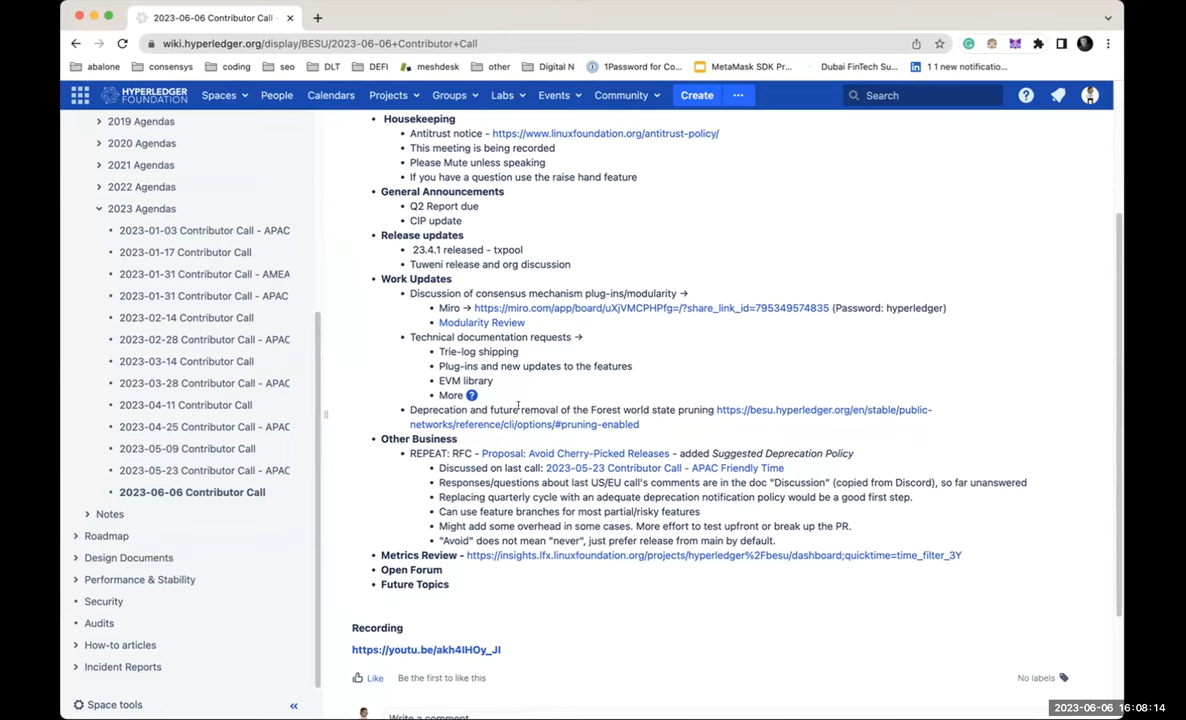 2023-06-06 Contributor Call -
wiki.hyperledger.org/display/BESU/2023-06-06+Contributor+Call
abalone
consensys
coding
seo
DLT
DEFI
meshdesk
other
Digital N
1Password for Co...
MetaMask SDK Pr...
Dubai FinTech Su...
1 1 new notificatio...
HYPERLEDGER
FOUNDATION
Spaces
People
Calendars
Projects
Groups
Labs
Events
Community
Create
Search
2019 Agendas
2020 Agendas
2021 Agendas
2022 Agendas
2023 Agendas
2023-01-03 Contributor Call - APAC
2023-01-17 Contributor Call
2023-01-31 Contributor Call - AMEA
2023-01-31 Contributor Call - APAC
2023-02-14 Contributor Call
2023-02-28 Contributor Call - APAC
2023-03-14 Contributor Call
2023-03-28 Contributor Call - APAC
2023-04-11 Contributor Call
2023-04-25 Contributor Call - APAC
2023-05-09 Contributor Call
2023-05-23 Contributor Call - APAC
2023-06-06 Contributor Call
Notes
Roadmap
Design Documents
Performance & Stability
Security
Audits
How-to articles
Incident Reports
Space tools
Housekeeping
Antitrust notice - https://www.linuxfoundation.org/antitrust-policy/
This meeting is being recorded
Please Mute unless speaking
If you have a question use the raise hand feature
General Announcements
Q2 Report due
CIP update
Release updates
23.4.1 released - txpool
Tuweni release and org discussion
Work Updates
Discussion of consensus mechanism plug-ins/modularity →
Miro → https://miro.com/app/board/uXjVMCPHPfg=/?share_link_id=795349574835 (Password: hyperledger)
Modularity Review
Technical documentation requests →
Trie-log shipping
Plug-ins and new updates to the features
EVM library
More
Deprecation and future removal of the Forest world state pruning https://besu.hyperledger.org/en/stable/public-
networks/reference/cli/options/#pruning-enabled
Other Business
REPEAT: RFC - Proposal: Avoid Cherry-Picked Releases - added Suggested Deprecation Policy
Discussed on last call: 2023-05-23 Contributor Call - APAC Friendly Time
Responses/questions about last US/EU call's comments are in the doc "Discussion" (copied from Discord), so far unanswered
Replacing quarterly cycle with an adequate deprecation notification policy would be a good first step.
Can use feature branches for most partial/risky features
Might add some overhead in some cases. More effort to test upfront or break up the PR.
"Avoid" does not mean "never", just prefer release from main by default.
Metrics Review - https://insights.lfx.linuxfoundation.org/projects/hyperledger%2Fbesu/dashboard;quicktime=time_filter_3Y
Open Forum
Future Topics
Recording
https://youtu.be/akh4IHOy_JI
Like
Be the first to like this
No labels
Write a comment...
2023-06-06 16:08:14